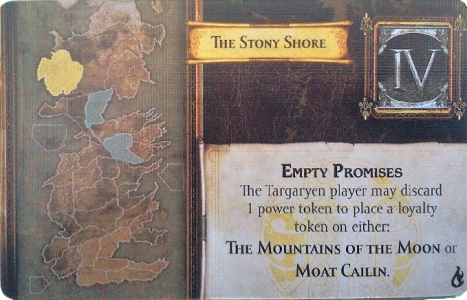 THE STONY SHORE
IV
EMPTY PROMISES
The Targaryen player may discard
1 power token to place a loyalty
token on either:
THE MOUNTAINS OF THE MOON or
MOAT CAILIN.